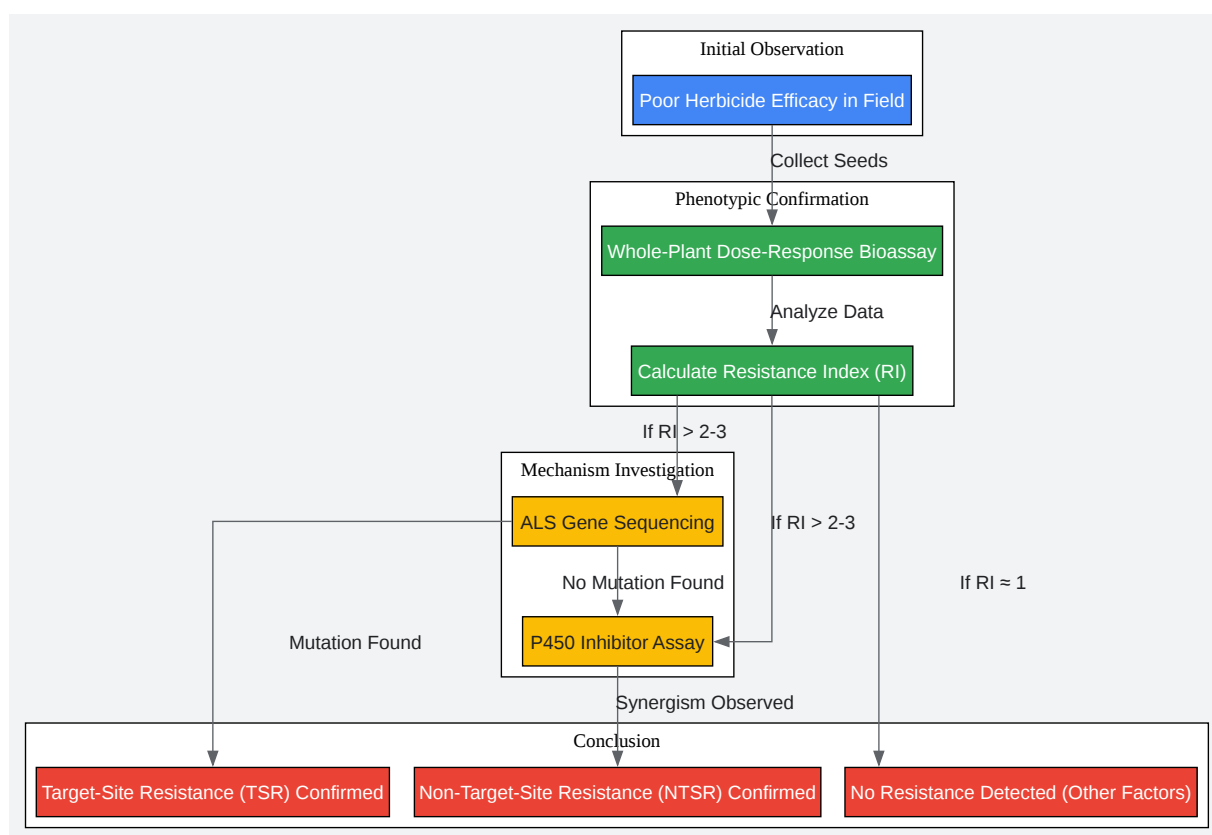 Initial Observation
Poor Herbicide Efficacy in Field
Collect Seeds
Phenotypic Confirmation
Whole-Plant Dose-Response Bioassay
Analyze Data
Calculate Resistance Index (RI)
If RI > 2-3
Mechanism Investigation
ALS Gene Sequencing
If RI > 2-3
No Mutation Found
If RI ≈ 1
P450 Inhibitor Assay
Mutation Found
Synergism Observed
Conclusion
Target-Site Resistance (TSR) Confirmed
Non-Target-Site Resistance (NTSR) Confirmed
No Resistance Detected (Other Factors)